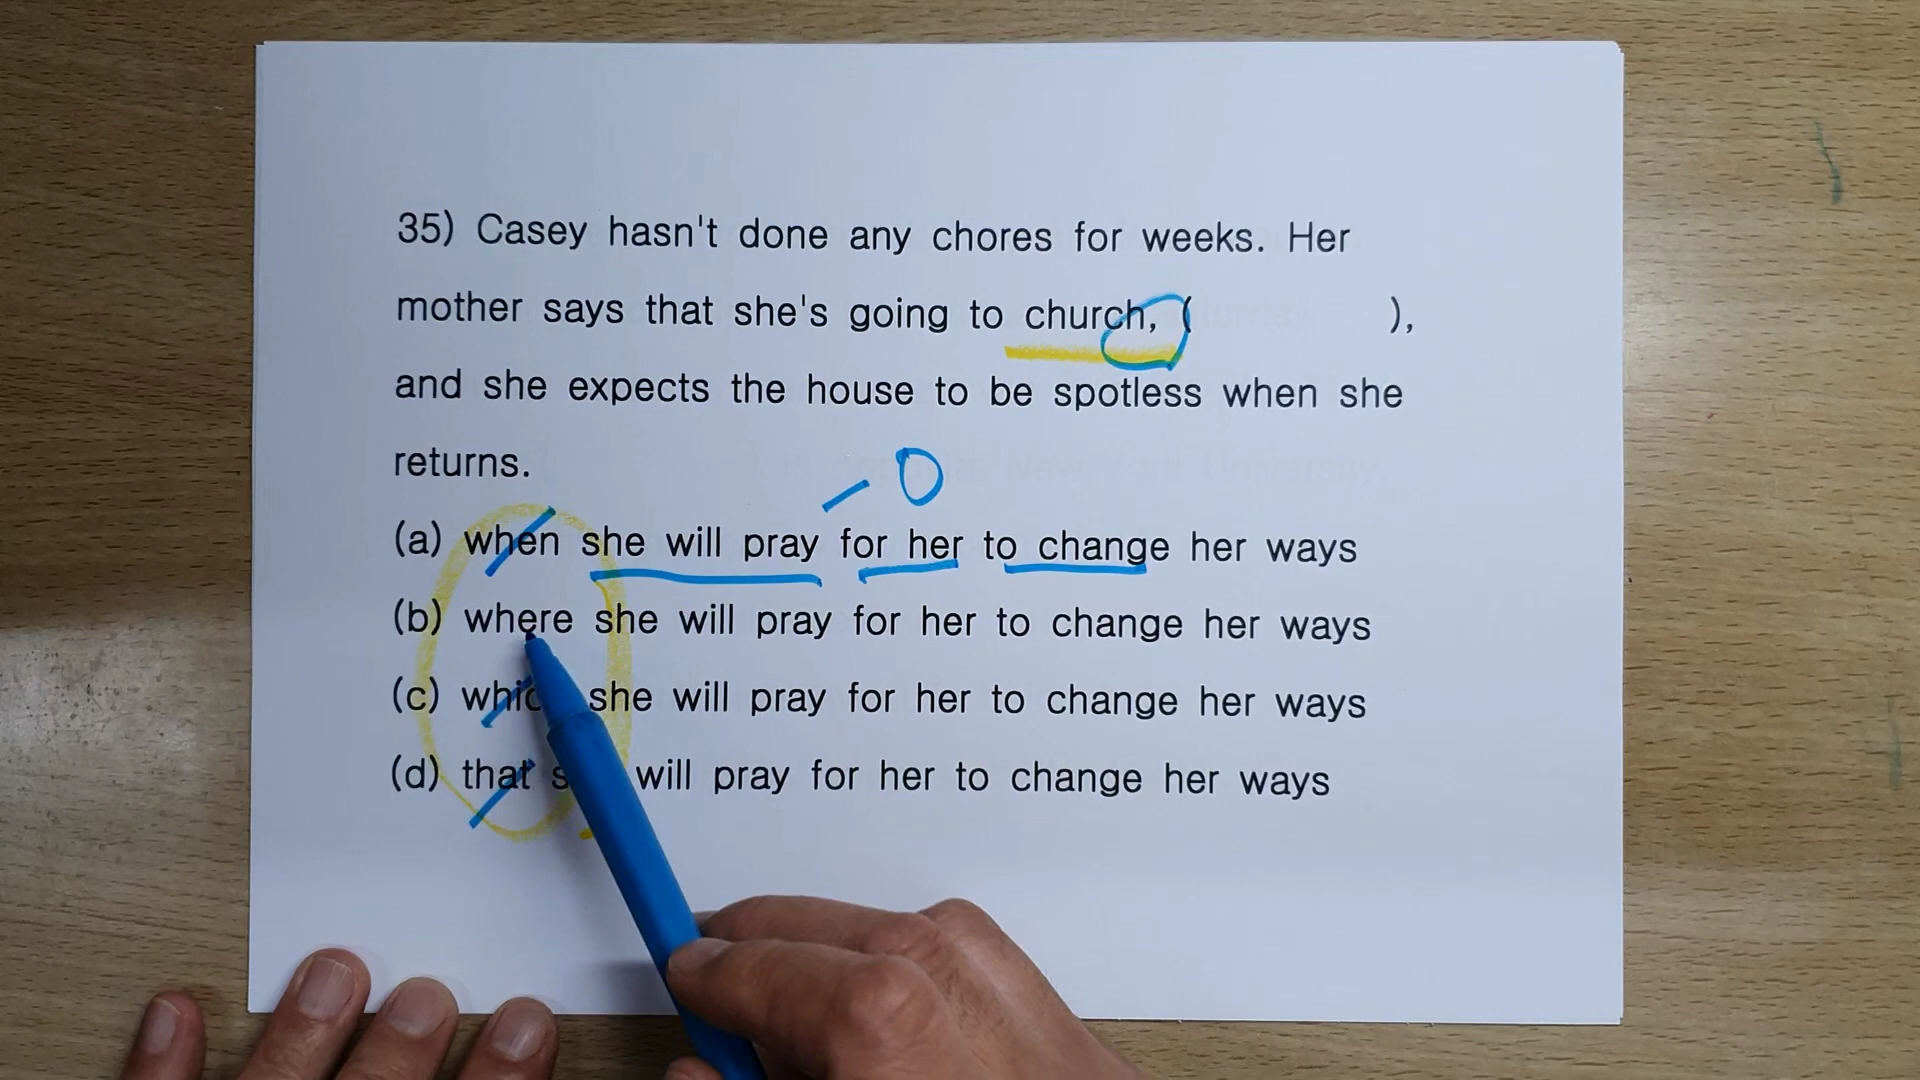 35) Casey hasn't done any chores for weeks. Her
mother says that she's going to church, ( ),
and she expects the house to be spotless when she
returns.
(a) when she will pray for her to change her ways
(b) where she will pray for her to change her ways
(c) she will pray for her to change her ways
(d) that will pray for her to change her ways